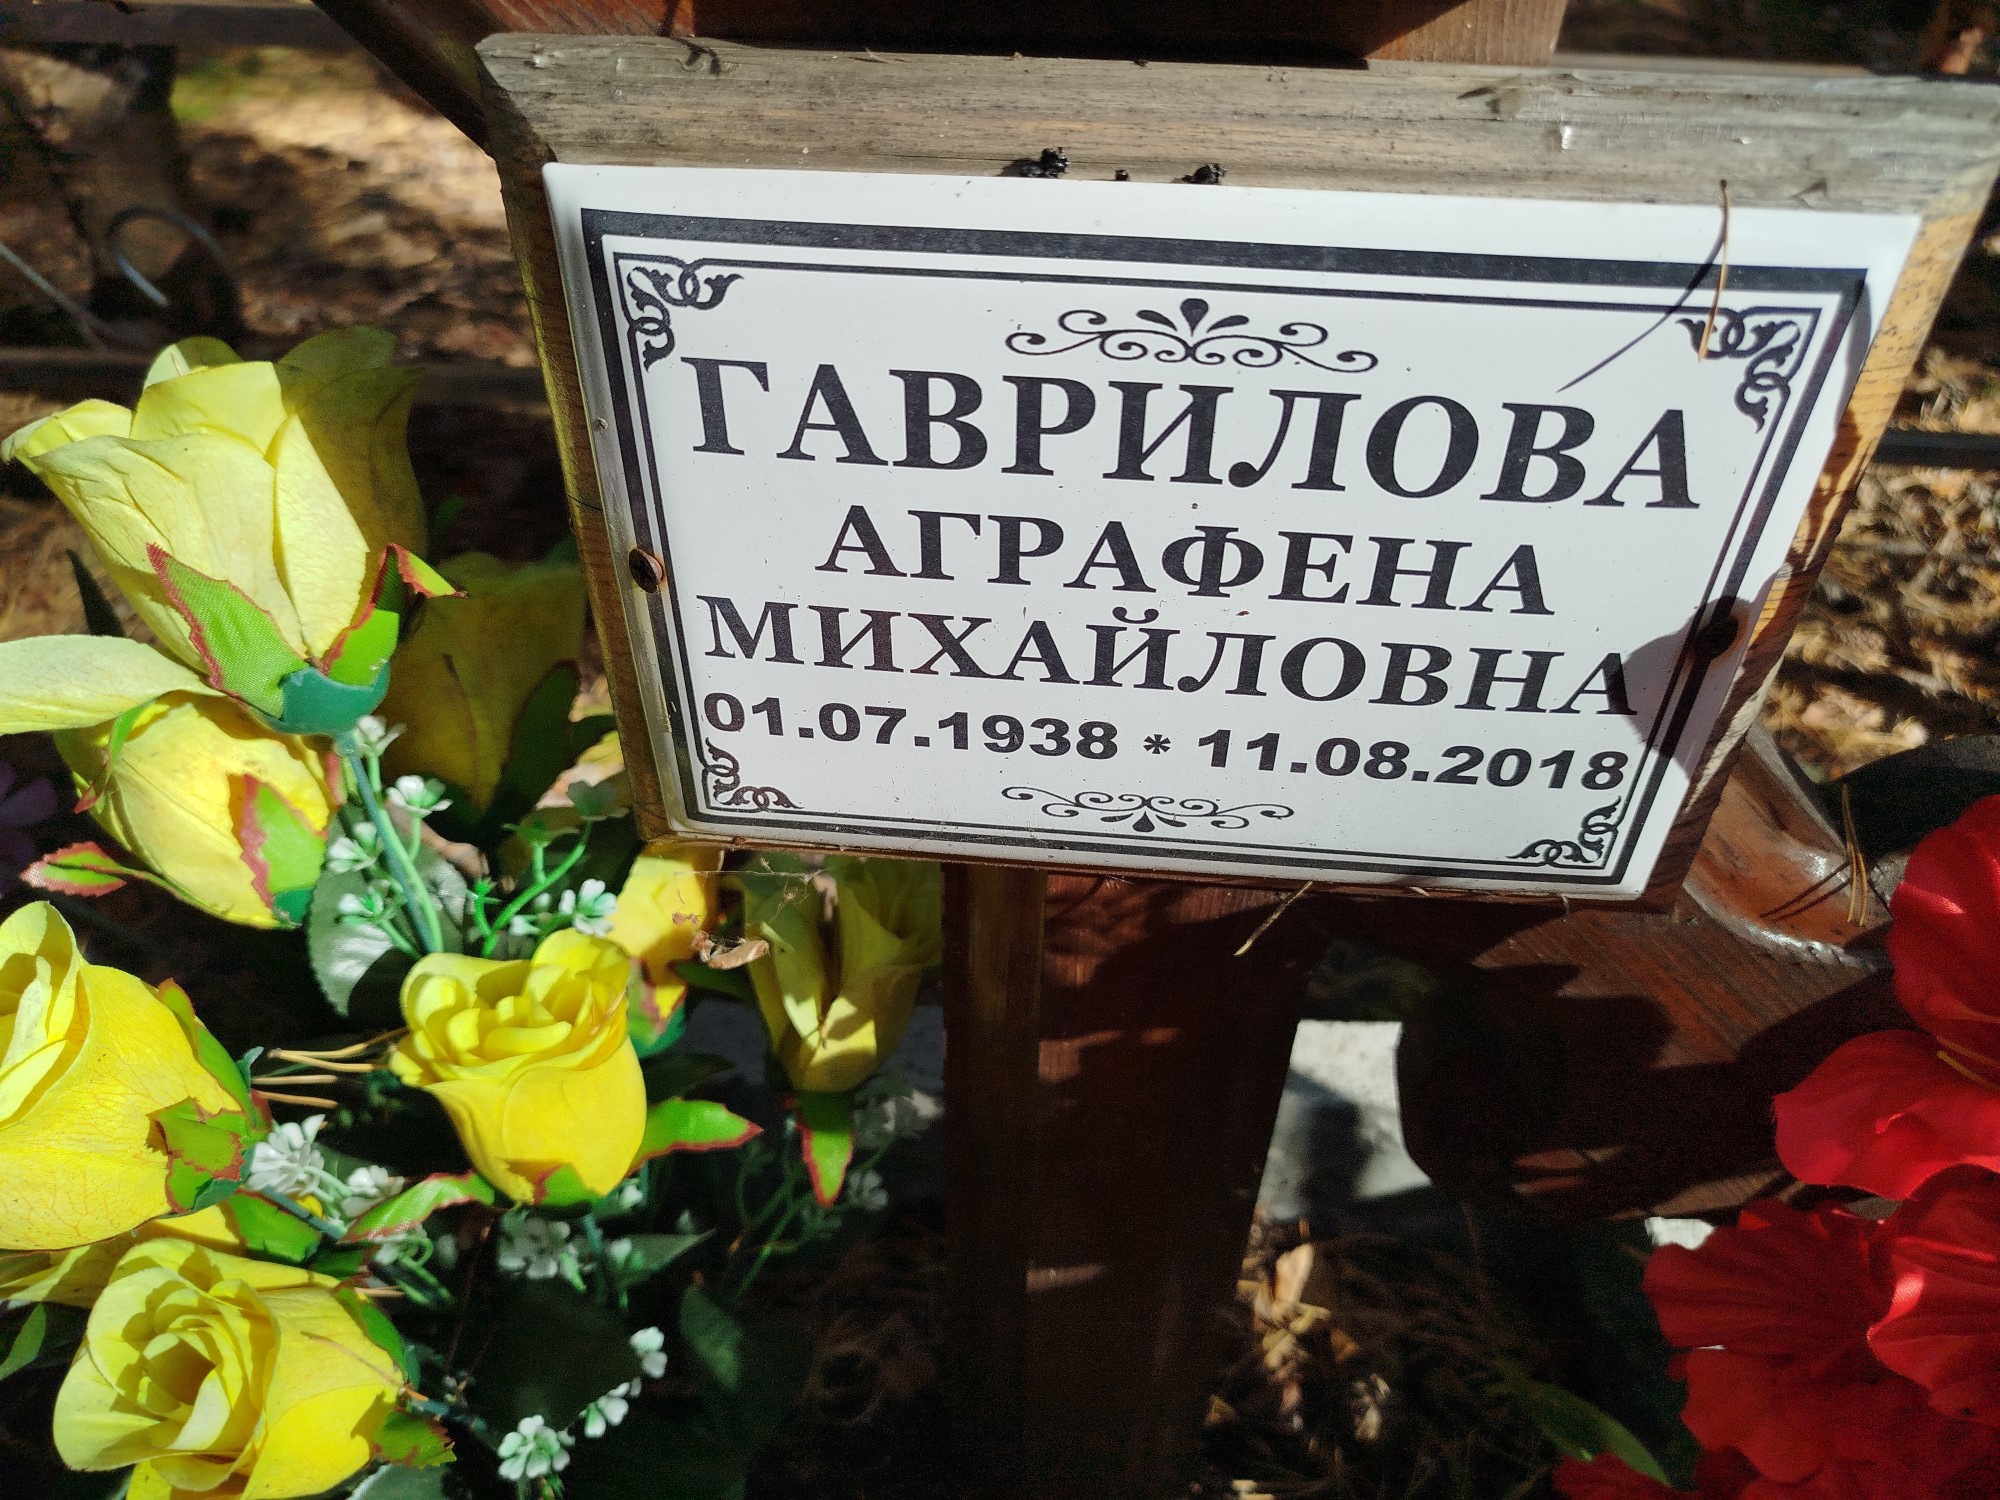 ГАВРИЛОВА
АГРАФЕНА
МИХАЙЛОВНА
01.07.1938 * 11.08.2018